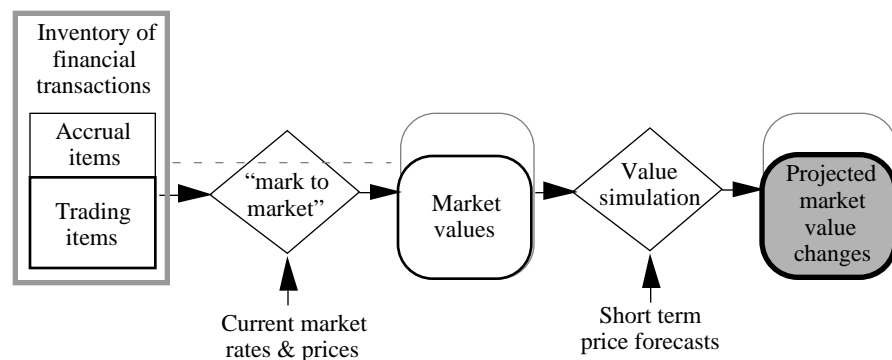 Inventory of
financial
transactions
Accrual
items
Trading
items
“mark to
market”
Current market
rates & prices
Market
values
Value
simulation
Short term
price forecasts
Projected
market
value
changes